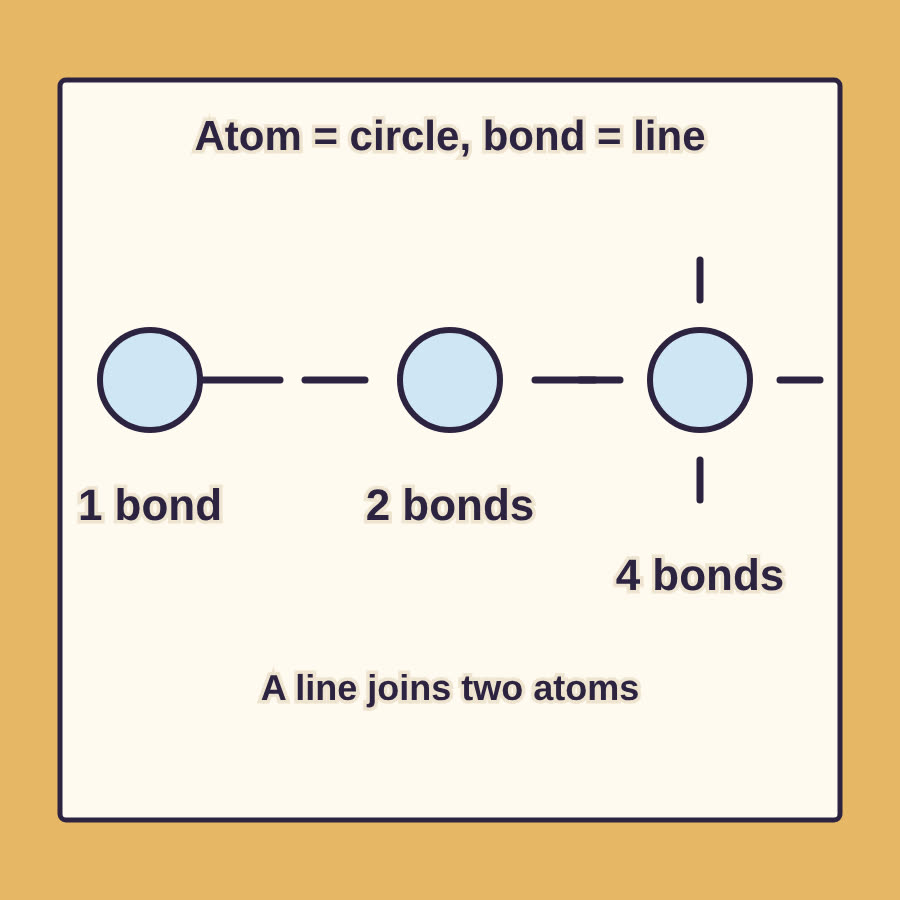 Atom = circle, bond = line
1 bond
2 bonds
4 bonds
A line joins two atoms